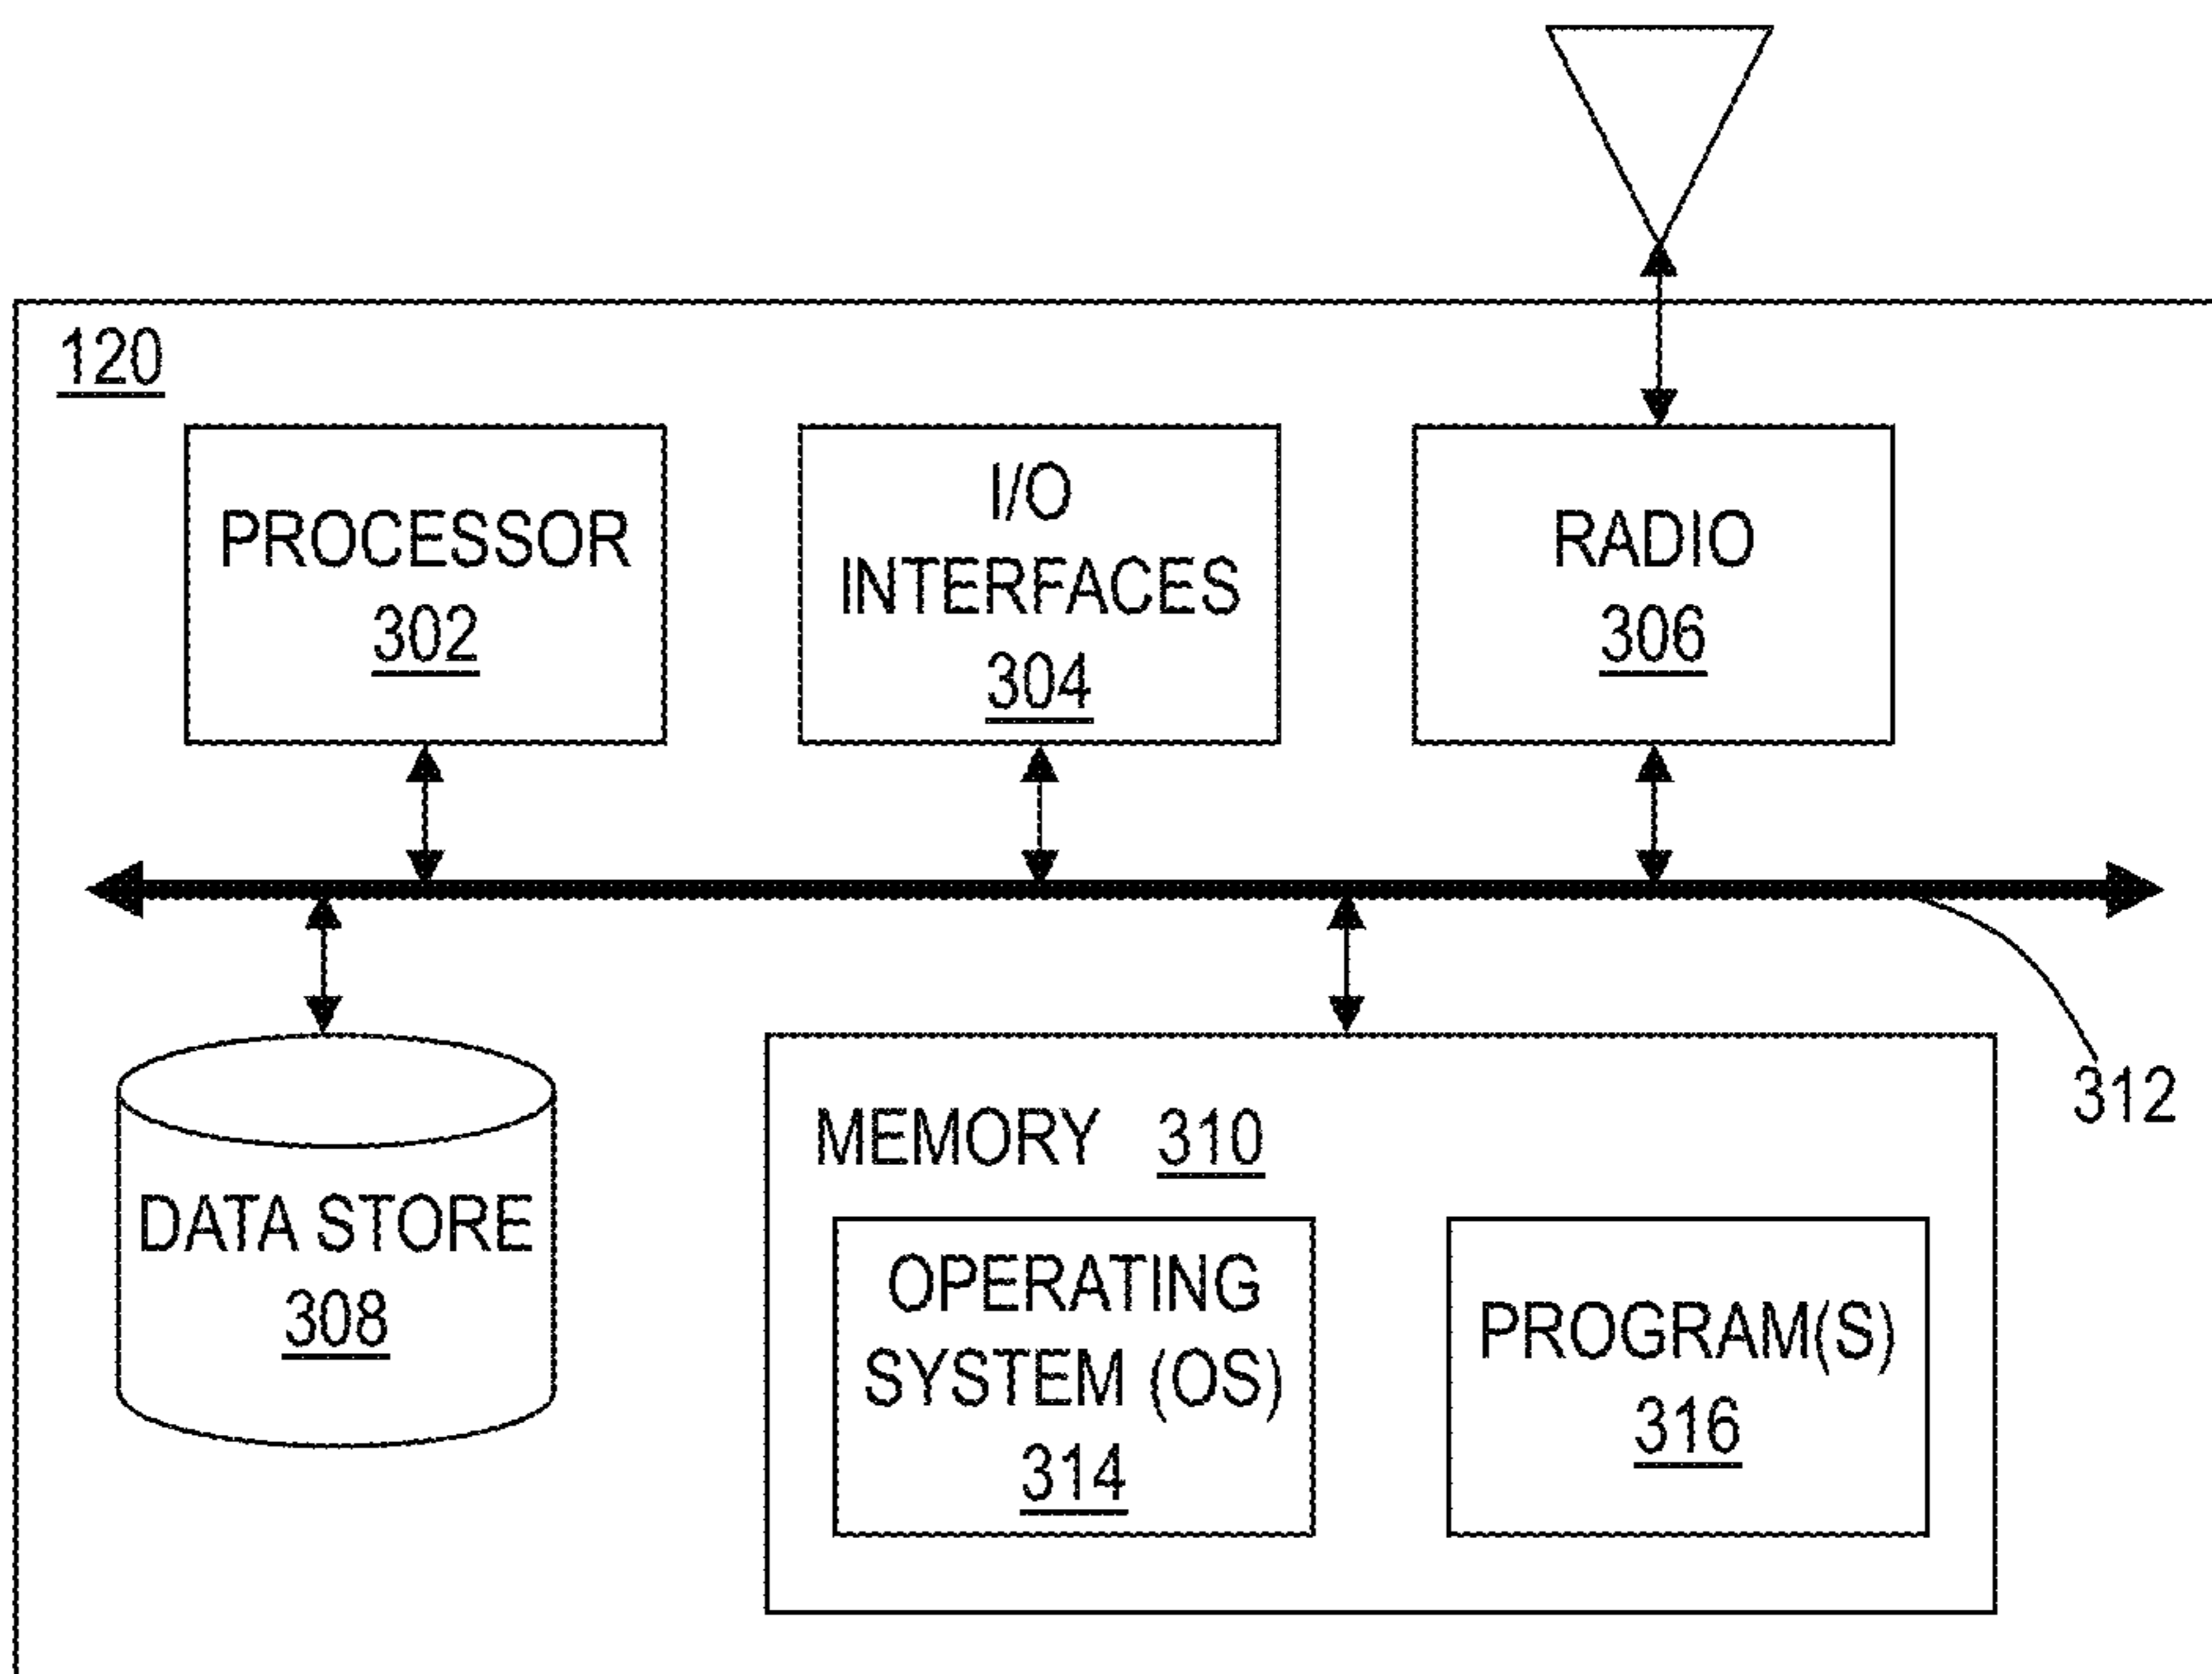 120
PROCESSOR
302
I/O
INTERFACES
304
RADIO
306
312
DATA STORE
308
MEMORY 310
OPERATING
SYSTEM (OS)
314
PROGRAM(S)
316